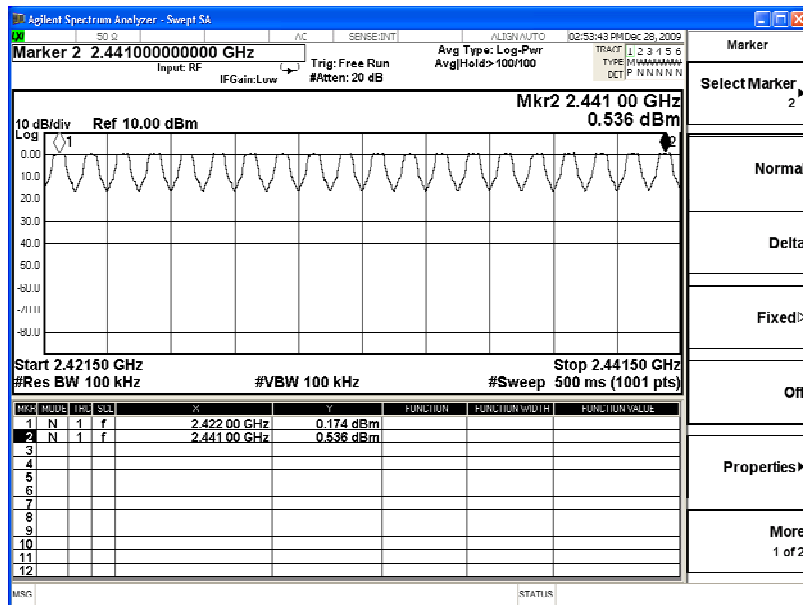 Agilent Spectrum Analyzer - Swept SA
50 Ω AC SENSE:INT ALIGN AUTO 02:53:43 PM Dec 28, 2009
Marker 2 2.441000000000 GHz
Input: RF
IFGain:Low
Trig: Free Run
#Atten: 20 dB
Avg Type: Log-Pwr
Avg|Hold>100/100
TRACE 1 2 3 4 5 6
TYPE M
DET P N N N N N
Mkr2 2.441 00 GHz
0.536 dBm
10 dB/div Ref 10.00 dBm
Log
1
2
0.00
10.0
20.0
30.0
40.0
50.0
-60.0
-70.0
-80.0
Start 2.42150 GHz
Stop 2.44150 GHz
#Res BW 100 kHz
#VBW 100 kHz
#Sweep 500 ms (1001 pts)
MKR MODE TRC SCL X Y FUNCTION FUNCTION WIDTH FUNCTION VALUE
1 N 1 f 2.422 00 GHz 0.174 dBm
2 N 1 f 2.441 00 GHz 0.536 dBm
3
4
5
6
7
8
9
10
11
12
MSG
STATUS
Marker
Select Marker
2
Normal
Delta
Fixed
Off
Properties
More
1 of 2